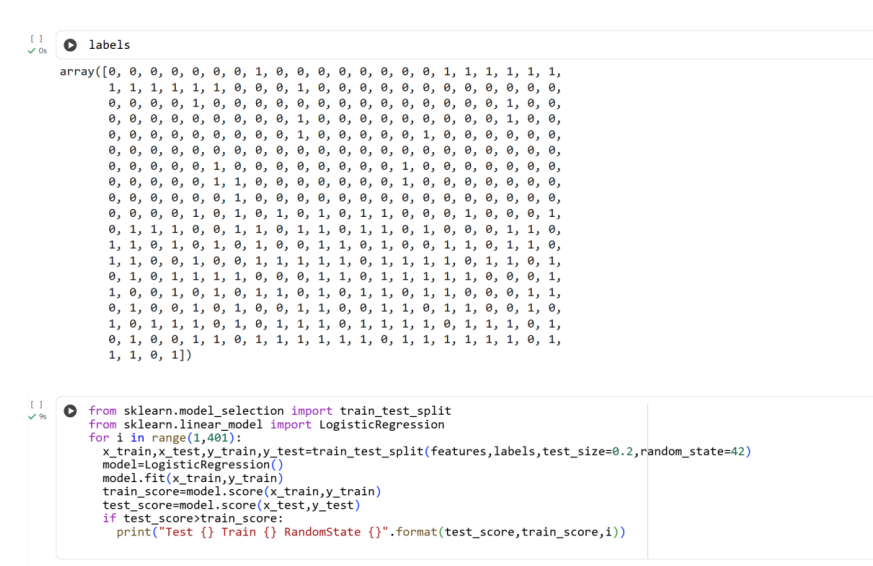 [ ]
✓ 0s
labels
array([0, 0, 0, 0, 0, 0, 0, 1, 0, 0, 0, 0, 0, 0, 0, 0, 1, 1, 1, 1, 1, 1,
1, 1, 1, 1, 1, 1, 0, 0, 0, 1, 0, 0, 0, 0, 0, 0, 0, 0, 0, 0, 0, 0,
0, 0, 0, 0, 1, 0, 0, 0, 0, 0, 0, 0, 0, 0, 0, 0, 0, 0, 0, 1, 0, 0,
0, 0, 0, 0, 0, 0, 0, 0, 0, 1, 0, 0, 0, 0, 0, 0, 0, 0, 0, 1, 0, 0,
0, 0, 0, 0, 0, 0, 0, 0, 0, 1, 0, 0, 0, 0, 0, 1, 0, 0, 0, 0, 0, 0,
0, 0, 0, 0, 0, 0, 0, 0, 0, 0, 0, 0, 0, 0, 0, 0, 0, 0, 0, 0, 0, 0,
0, 0, 0, 0, 0, 1, 0, 0, 0, 0, 0, 0, 0, 0, 1, 0, 0, 0, 0, 0, 0, 0,
0, 0, 0, 0, 0, 1, 1, 0, 0, 0, 0, 0, 0, 0, 1, 0, 0, 0, 0, 0, 0, 0,
0, 0, 0, 0, 0, 0, 1, 0, 0, 0, 0, 0, 0, 0, 0, 0, 0, 0, 0, 0, 0, 0,
0, 0, 0, 0, 1, 0, 1, 0, 1, 0, 1, 0, 1, 1, 0, 0, 0, 1, 0, 0, 0, 1,
0, 1, 1, 1, 0, 0, 1, 1, 0, 1, 1, 0, 1, 1, 0, 1, 0, 0, 0, 1, 1, 0,
1, 1, 0, 1, 0, 1, 0, 1, 0, 0, 1, 1, 0, 1, 0, 0, 1, 1, 0, 1, 1, 0,
1, 1, 0, 0, 1, 0, 0, 1, 1, 1, 1, 1, 0, 1, 1, 1, 1, 0, 1, 1, 0, 1,
0, 1, 0, 1, 1, 1, 1, 0, 0, 0, 1, 1, 0, 1, 1, 1, 1, 1, 0, 0, 0, 1,
1, 0, 0, 1, 0, 1, 0, 1, 1, 0, 1, 0, 1, 1, 0, 1, 1, 0, 0, 0, 1, 1,
0, 1, 0, 0, 1, 0, 1, 0, 0, 1, 1, 0, 0, 1, 1, 0, 1, 1, 0, 0, 1, 0,
1, 0, 1, 1, 1, 0, 1, 0, 1, 1, 1, 0, 1, 1, 1, 1, 0, 1, 1, 1, 0, 1,
0, 1, 0, 0, 1, 1, 0, 1, 1, 1, 1, 1, 1, 0, 1, 1, 1, 1, 1, 1, 0, 1,
1, 1, 0, 1])
[ ]
✓ 9s
from sklearn.model_selection import train_test_split
from sklearn.linear_model import LogisticRegression
for i in range(1,401):
x_train,x_test,y_train,y_test=train_test_split(features,labels,test_size=0.2,random_state=42)
model=LogisticRegression()
model.fit(x_train,y_train)
train_score=model.score(x_train,y_train)
test_score=model.score(x_test,y_test)
if test_score>train_score:
print("Test {} Train {} RandomState {}".format(test_score,train_score,i))